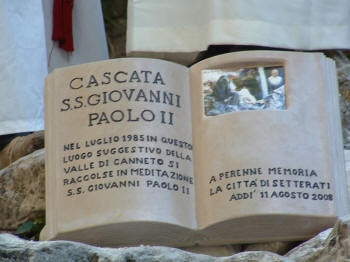 CASCATA
S.S.GIOVANNI
PAOLO II
NEL LUGLIO 1985 IN QUESTO
LUOGO SUGGESTIVO DELLA
VALLE DI CANNETO SI
RACCOLSE IN MEDITAZIONE
S.S. GIOVANNI PAOLO II
A PERENNE MEMORIA
LA CITTÀ DI SETTEFRATI
ADDI' 11 AGOSTO 2008